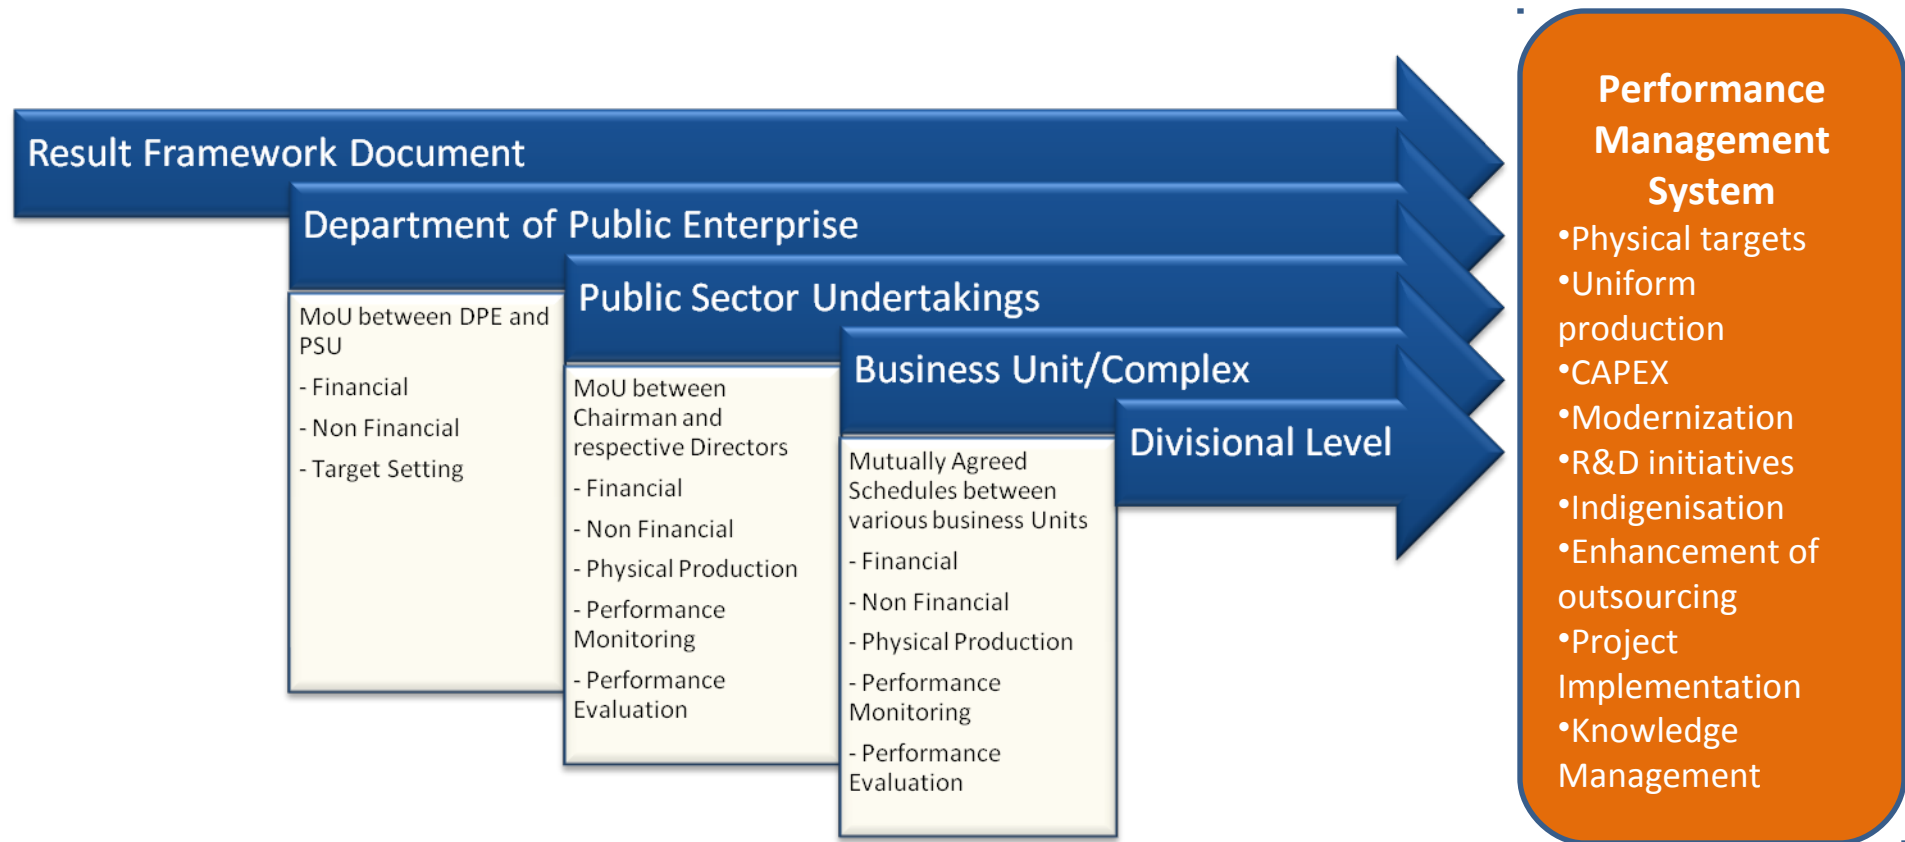 Result Framework Document
Department of Public Enterprise
MoU between DPE and
PSU
- Financial
- Non Financial
- Target Setting
Public Sector Undertakings
MoU between
Chairman and
respective Directors
- Financial
- Non Financial
- Physical Production
- Performance
Monitoring
- Performance
Evaluation
Business Unit/Complex
Mutually Agreed
Schedules between
various business Units
- Financial
- Non Financial
- Physical Production
- Performance
Monitoring
- Performance
Evaluation
Divisional Level
Performance
Management
System
•Physical targets
•Uniform
production
•CAPEX
•Modernization
•R&D initiatives
•Indigenisation
•Enhancement of
outsourcing
•Project
Implementation
•Knowledge
Management